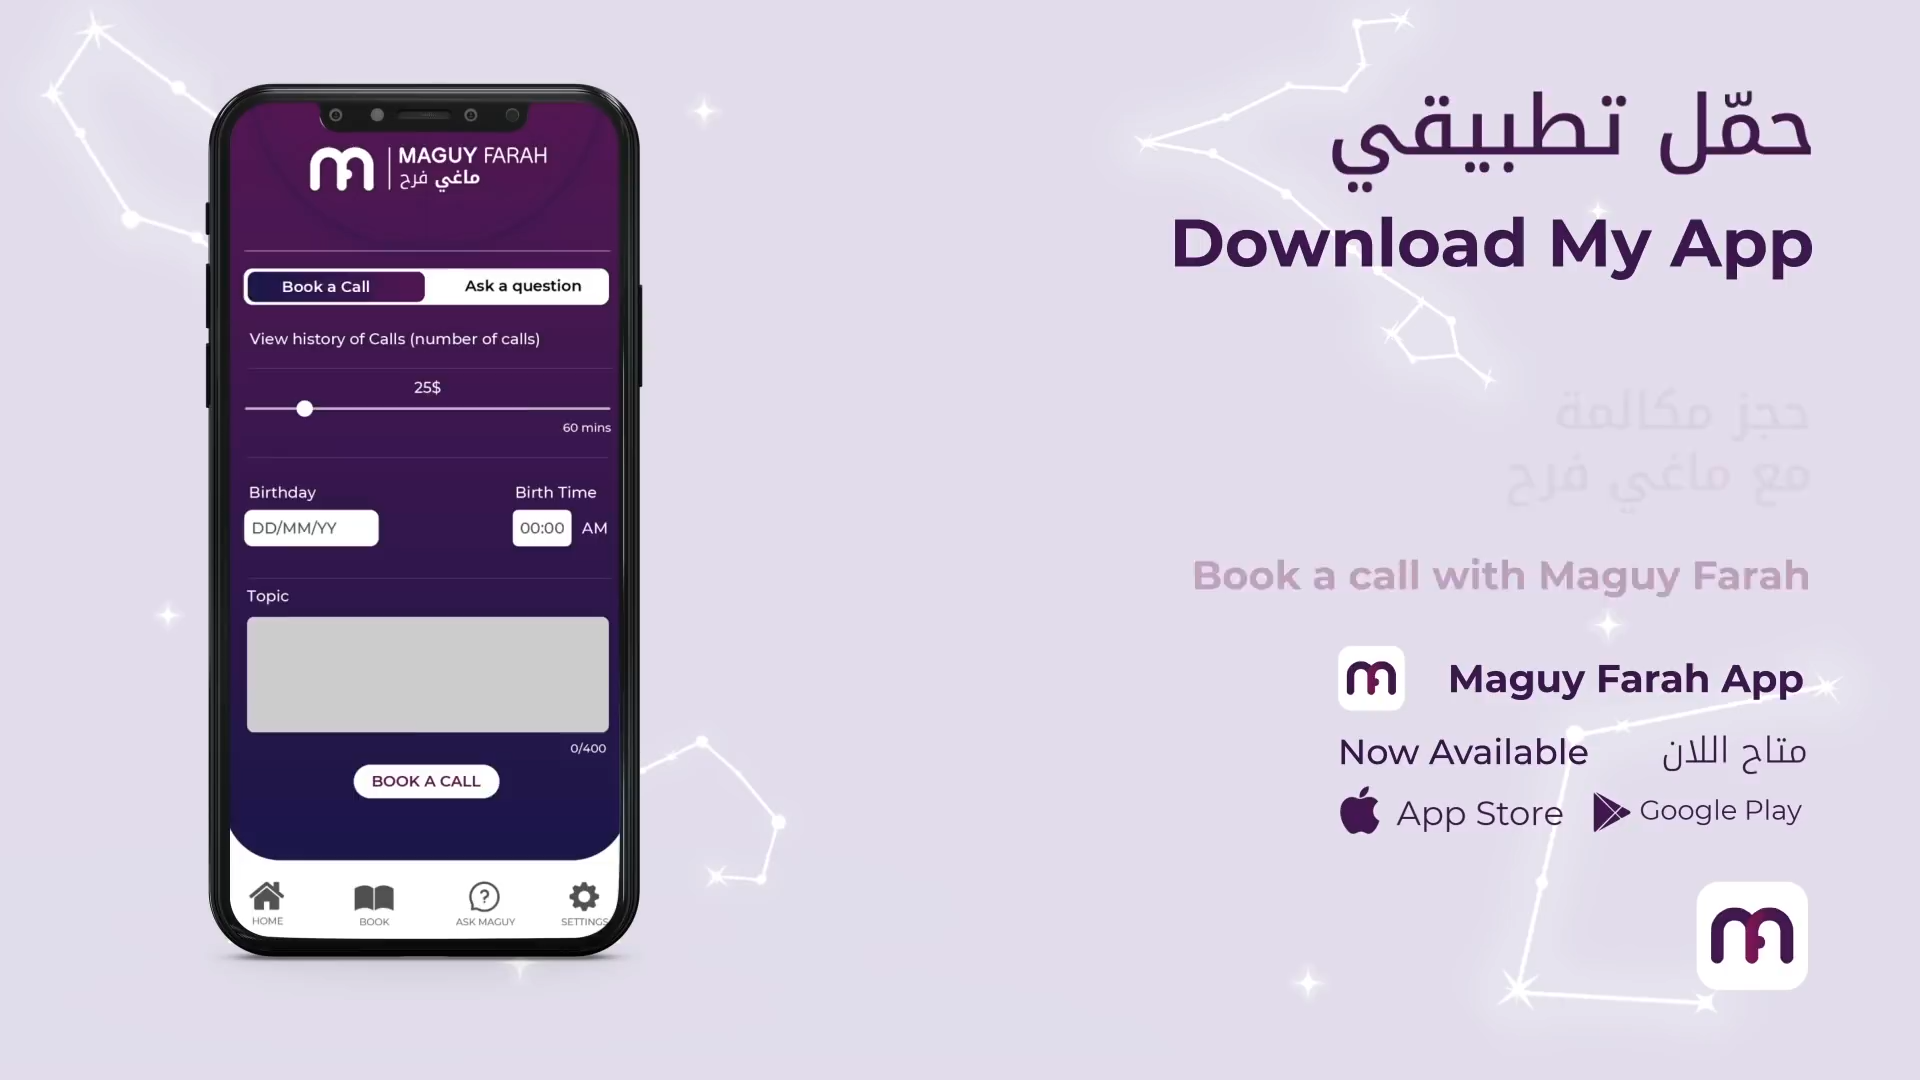 MAGUY FARAH
ماغي فرح
Book a Call
Ask a question
View history of Calls (number of calls)
25$
60 mins
Birthday
Birth Time
DD/MM/YY
00:00 AM
Topic
0/400
BOOK A CALL
HOME
BOOK
ASK MAGUY
SETTINGS
حمّل تطبيقي
Download My App
حجز مكالمة
مع ماغي فرح
Book a call with Maguy Farah
Maguy Farah App
Now Available
متاح اللان
App Store
Google Play